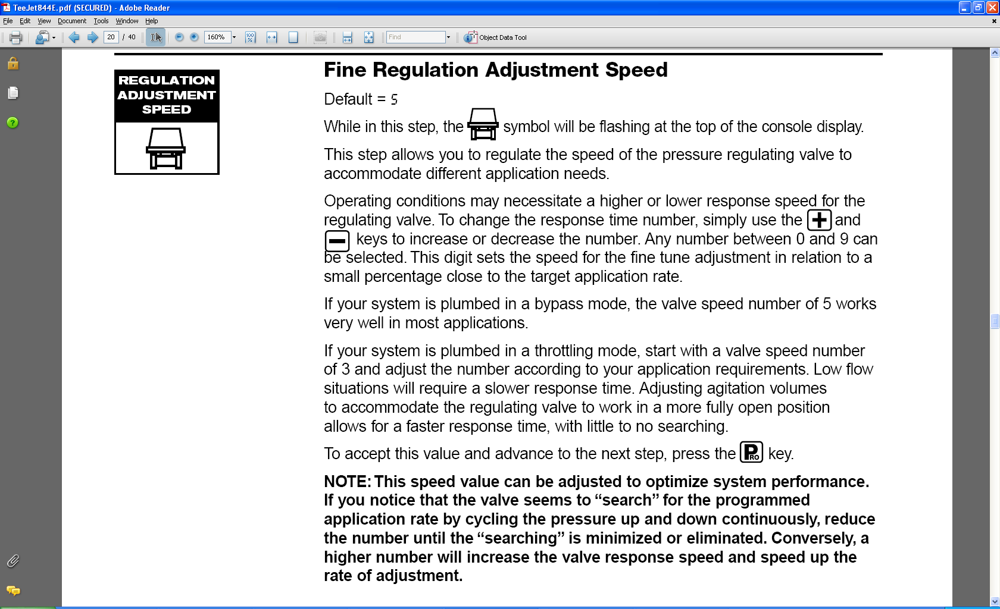 TeeJet844E.pdf (SECURED) - Adobe Reader
File Edit View Document Tools Window Help
20 / 40 160% 100% Find Object Data Tool
REGULATION
ADJUSTMENT
SPEED
Fine Regulation Adjustment Speed
Default = 5
While in this step, the symbol will be flashing at the top of the console display.
This step allows you to regulate the speed of the pressure regulating valve to
accommodate different application needs.
Operating conditions may necessitate a higher or lower response speed for the
regulating valve. To change the response time number, simply use the + and
− keys to increase or decrease the number. Any number between 0 and 9 can
be selected. This digit sets the speed for the fine tune adjustment in relation to a
small percentage close to the target application rate.
If your system is plumbed in a bypass mode, the valve speed number of 5 works
very well in most applications.
If your system is plumbed in a throttling mode, start with a valve speed number
of 3 and adjust the number according to your application requirements. Low flow
situations will require a slower response time. Adjusting agitation volumes
to accommodate the regulating valve to work in a more fully open position
allows for a faster response time, with little to no searching.
To accept this value and advance to the next step, press the PRO key.
NOTE: This speed value can be adjusted to optimize system performance.
If you notice that the valve seems to “search” for the programmed
application rate by cycling the pressure up and down continuously, reduce
the number until the “searching” is minimized or eliminated. Conversely, a
higher number will increase the valve response speed and speed up the
rate of adjustment.